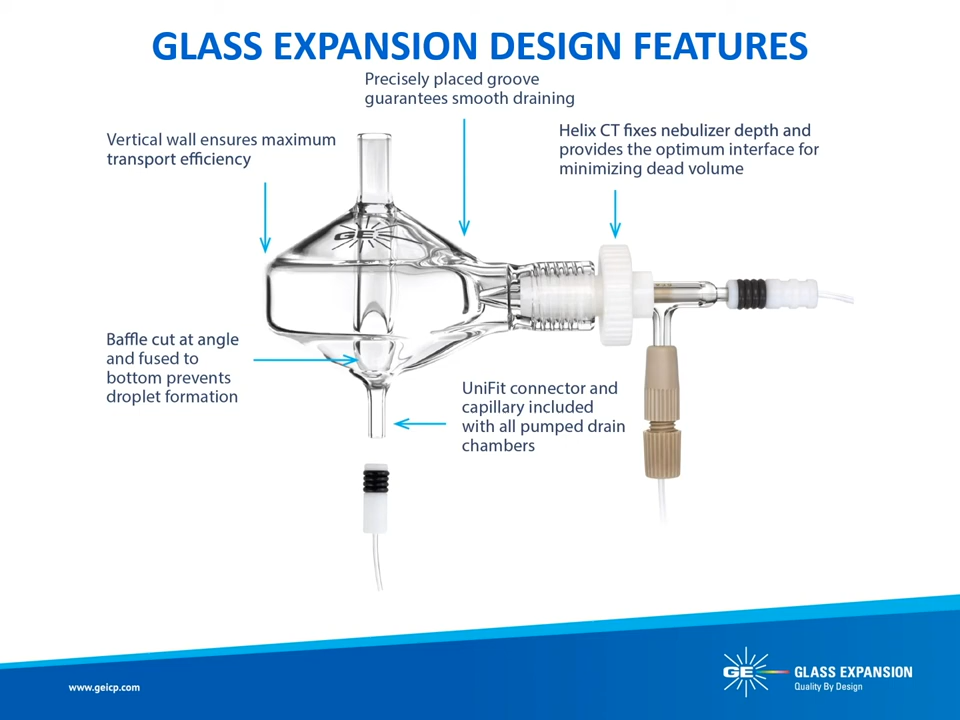 GLASS EXPANSION DESIGN FEATURES
Precisely placed groove
guarantees smooth draining
Vertical wall ensures maximum
transport efficiency
Helix CT fixes nebulizer depth and
provides the optimum interface for
minimizing dead volume
GE
Baffle cut at angle
and fused to
bottom prevents
droplet formation
UniFit connector and
capillary included
with all pumped drain
chambers
www.geicp.com
GE
GLASS EXPANSION
Quality By Design